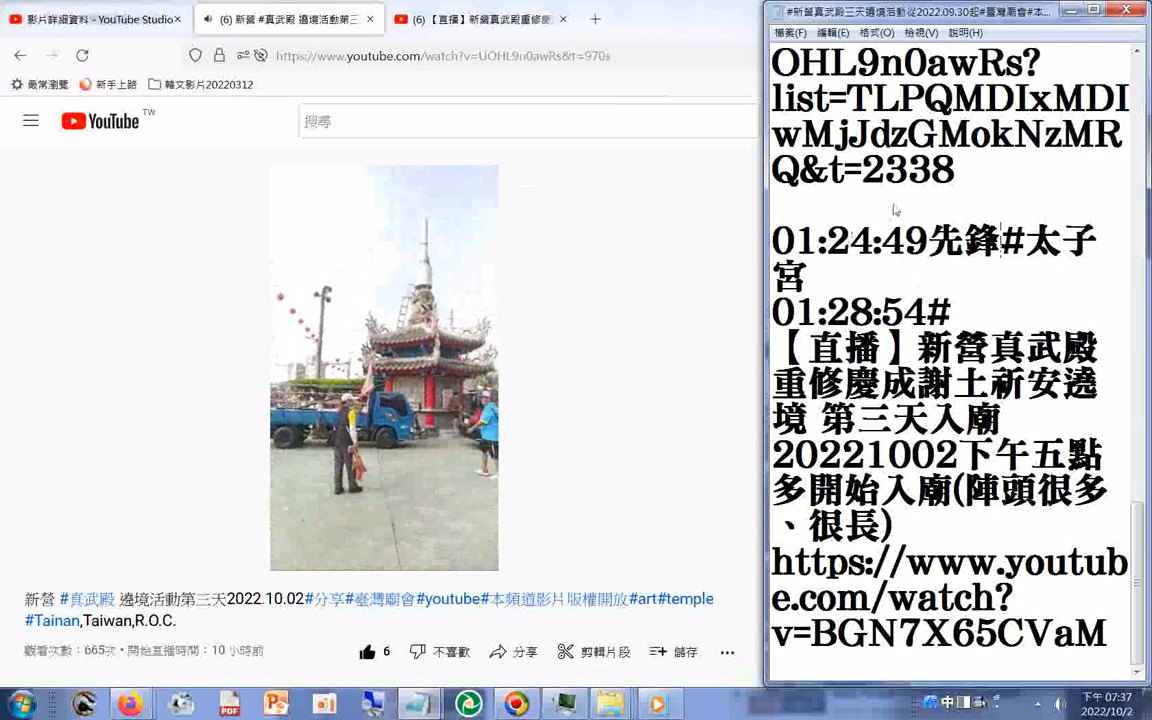 影片詳細資料 - YouTube Studio
(6) 新營 #真武殿 遶境活動第三
(6) 【直播】新營真武殿重修慶
https://www.youtube.com/watch?v=UOHL9n0awRs&t=970s
最常瀏覽 新手上路 韓文影片20220312
YouTube TW
搜尋
新營 #真武殿 遶境活動第三天2022.10.02#分享#臺灣廟會#youtube#本頻道影片版權開放#art#temple
#Tainan,Taiwan,R.O.C.
觀看次數：665次 • 開始直播時間：10 小時前
6 不喜歡 分享 剪輯片段 儲存
#新營真武殿三天遶境活動從2022.09.30起#臺灣廟會#本...
檔案(F) 編輯(E) 格式(O) 檢視(V) 說明(H)
OHL9n0awRs?
list=TLPQMDIxMDI
wMjJdzGMokNzMR
Q&t=2338
01:24:49先鋒#太子
宮
01:28:54#
【直播】新營真武殿
重修慶成謝土祈安遶
境 第三天入廟
20221002下午五點
多開始入廟(陣頭很多
、很長)
https://www.youtub
e.com/watch?
v=BGN7X65CVaM
中
下午 07:37
2022/10/2